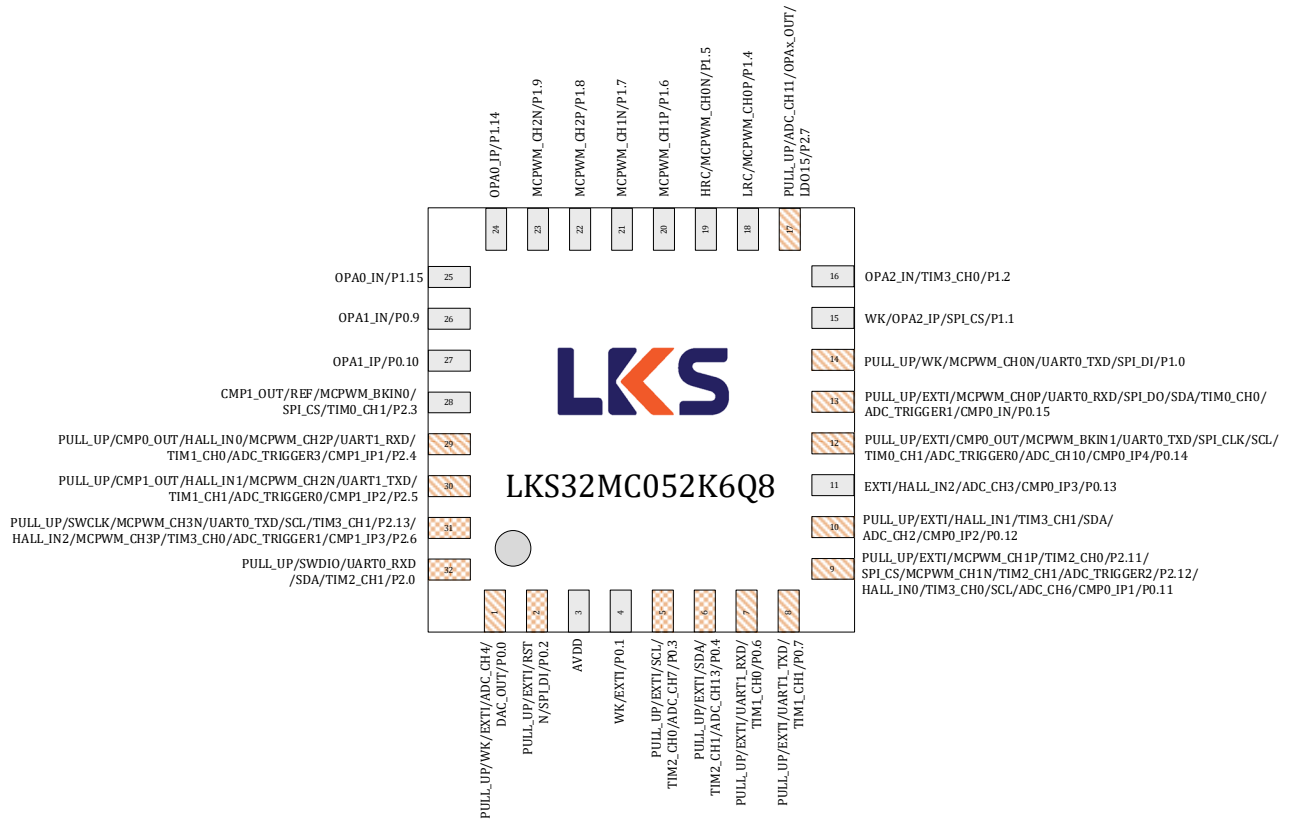 PULL_UP/ADC_CH11/OPAx_OUT/
LDO15/P2.7
LRC/MCPWM_CH0P/P1.4
HRC/MCPWM_CH0N/P1.5
MCPWM_CH1P/P1.6
MCPWM_CH1N/P1.7
MCPWM_CH2P/P1.8
MCPWM_CH2N/P1.9
OPA0_IP/P1.14
24
23
22
21
20
19
18
17
OPA0_IN/P1.15
25
OPA1_IN/P0.9
26
OPA1_IP/P0.10
27
CMP1_OUT/REF/MCPWM_BKIN0/
SPI_CS/TIM0_CH1/P2.3
28
PULL_UP/CMP0_OUT/HALL_IN0/MCPWM_CH2P/UART1_RXD/
TIM1_CH0/ADC_TRIGGER3/CMP1_IP1/P2.4
29
PULL_UP/CMP1_OUT/HALL_IN1/MCPWM_CH2N/UART1_TXD/
TIM1_CH1/ADC_TRIGGER0/CMP1_IP2/P2.5
30
PULL_UP/SWCLK/MCPWM_CH3N/UART0_TXD/SCL/TIM3_CH1/P2.13/
HALL_IN2/MCPWM_CH3P/TIM3_CH0/ADC_TRIGGER1/CMP1_IP3/P2.6
31
PULL_UP/SWDIO/UART0_RXD
/SDA/TIM2_CH1/P2.0
32
LKS
LKS32MC052K6Q8
16
OPA2_IN/TIM3_CH0/P1.2
15
WK/OPA2_IP/SPI_CS/P1.1
14
PULL_UP/WK/MCPWM_CH0N/UART0_TXD/SPI_DI/P1.0
13
PULL_UP/EXTI/MCPWM_CH0P/UART0_RXD/SPI_DO/SDA/TIM0_CH0/
ADC_TRIGGER1/CMP0_IN/P0.15
12
PULL_UP/EXTI/CMP0_OUT/MCPWM_BKIN1/UART0_TXD/SPI_CLK/SCL/
TIM0_CH1/ADC_TRIGGER0/ADC_CH10/CMP0_IP4/P0.14
11
EXTI/HALL_IN2/ADC_CH3/CMP0_IP3/P0.13
10
PULL_UP/EXTI/HALL_IN1/TIM3_CH1/SDA/
ADC_CH2/CMP0_IP2/P0.12
9
PULL_UP/EXTI/MCPWM_CH1P/TIM2_CH0/P2.11/
SPI_CS/MCPWM_CH1N/TIM2_CH1/ADC_TRIGGER2/P2.12/
HALL_IN0/TIM3_CH0/SCL/ADC_CH6/CMP0_IP1/P0.11
1
2
3
4
5
6
7
8
PULL_UP/WK/EXTI/ADC_CH4/
DAC_OUT/P0.0
PULL_UP/EXTI/RST
N/SPI_DI/P0.2
AVDD
WK/EXTI/P0.1
PULL_UP/EXTI/SCL/
TIM2_CH0/ADC_CH7/P0.3
PULL_UP/EXTI/SDA/
TIM2_CH1/ADC_CH13/P0.4
PULL_UP/EXTI/UART1_RXD/
TIM1_CH0/P0.6
PULL_UP/EXTI/UART1_TXD/
TIM1_CH1/P0.7